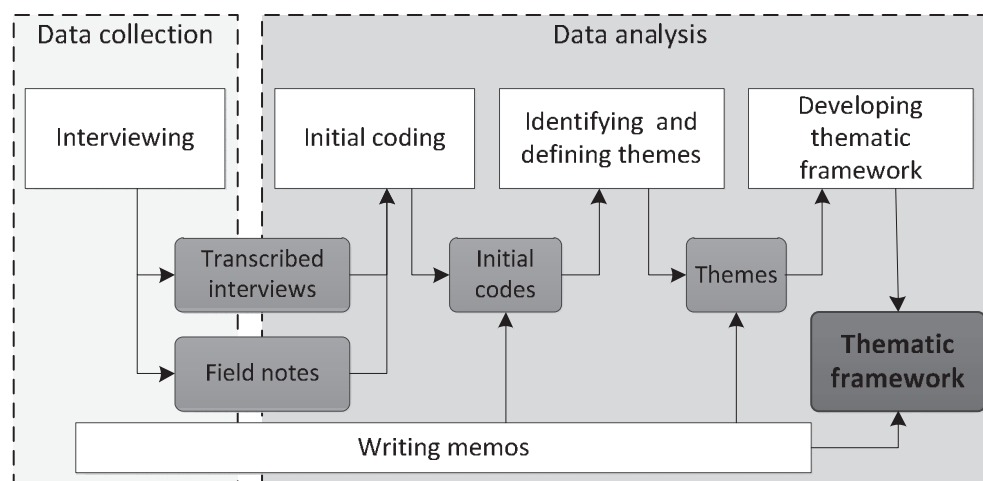 Data collection
Data analysis
Interviewing
Initial coding
Identifying and
defining themes
Developing
thematic
framework
Transcribed
interviews
Initial
codes
Themes
Field notes
Thematic
framework
Writing memos